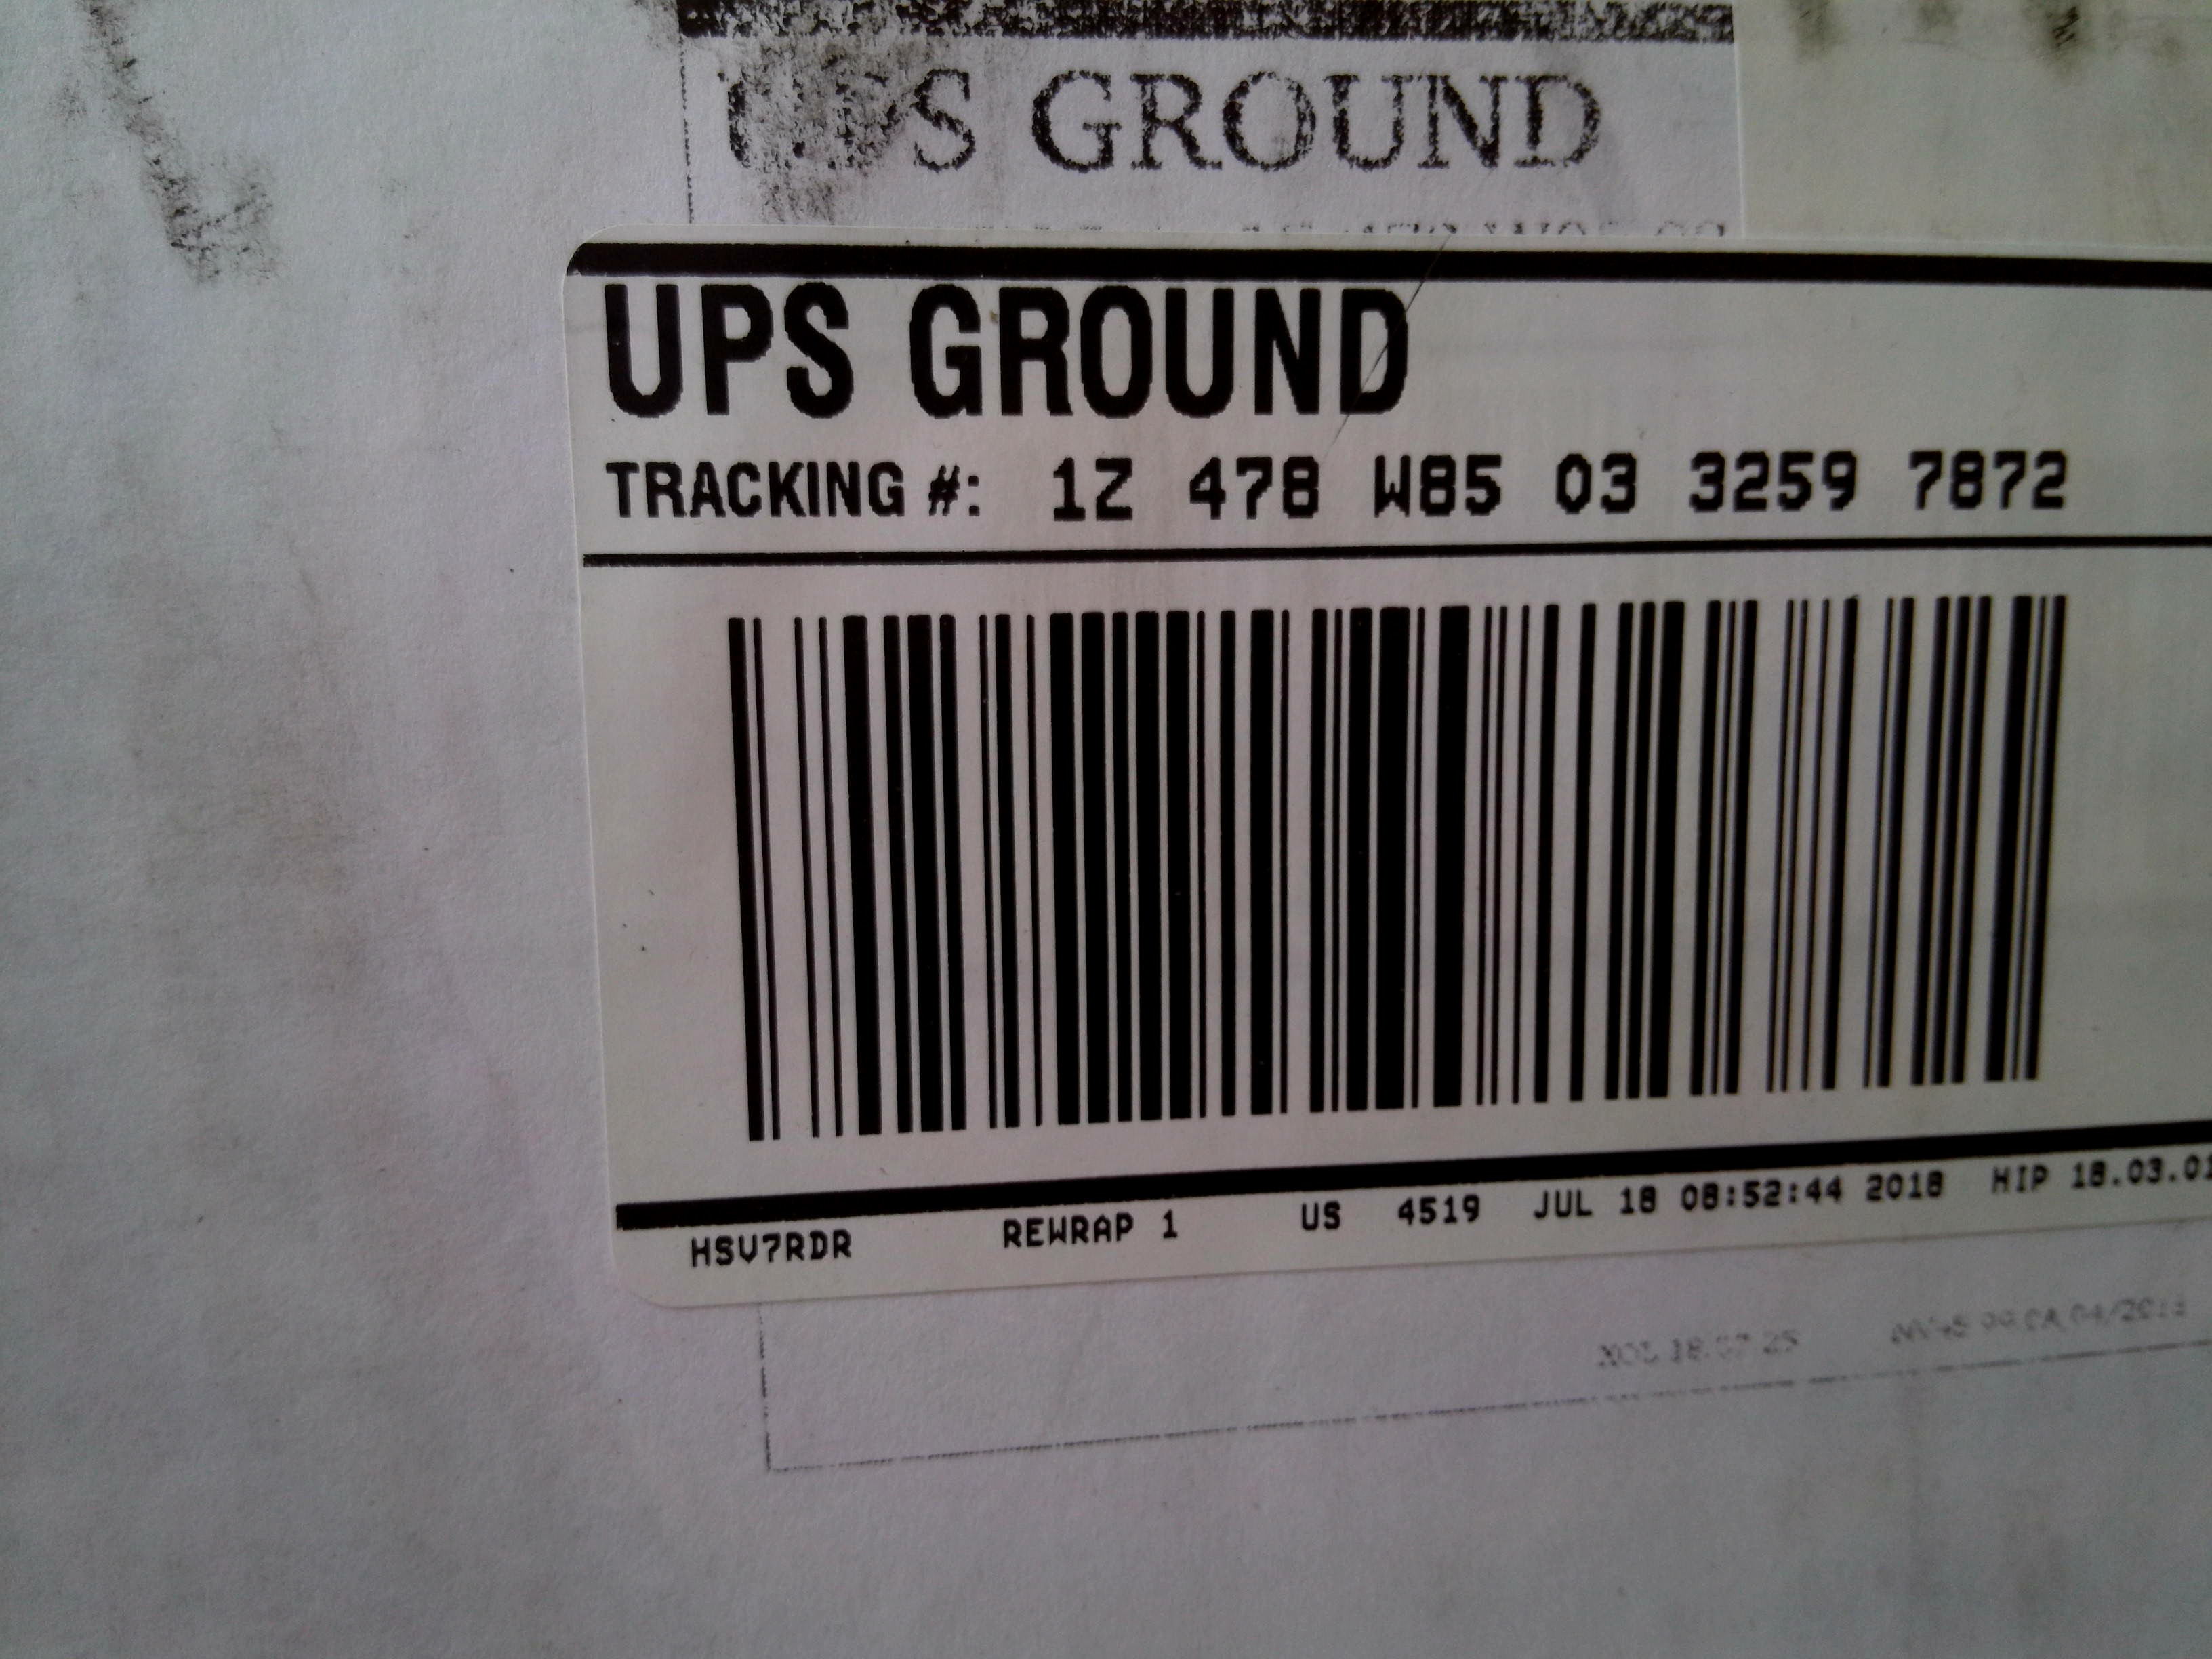 UPS GROUND
UPS GROUND
TRACKING #: 1Z 478 W85 03 3259 7872
HSV7RDR REWRAP 1 US 4519 JUL 18 08:52:44 2018 HIP 18.03.01